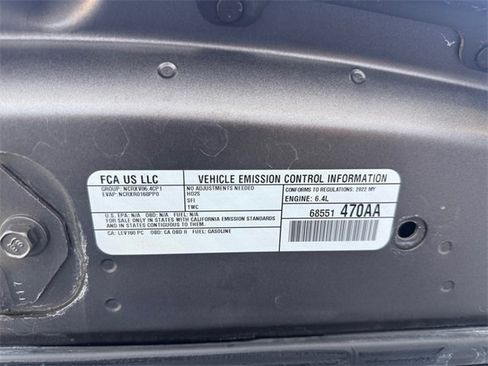 FCA US LLC
VEHICLE EMISSION CONTROL INFORMATION
GROUP: NCRXV06.4CP1
EVAP: NCRXR0168PP0
NO ADJUSTMENTS NEEDED
HO2S
SFI
TWC
CONFORMS TO REGULATIONS: 2022 MY
ENGINE: 6.4L
68551 470AA
U.S. EPA: N/A OBD: N/A FUEL: N/A
FOR SALE ONLY IN STATES WITH CALIFORNIA EMISSION STANDARDS
AND IN STATES CONTIGUOUS TO THEM.
CA: LEV160 PC OBD: CA OBD II FUEL: GASOLINE